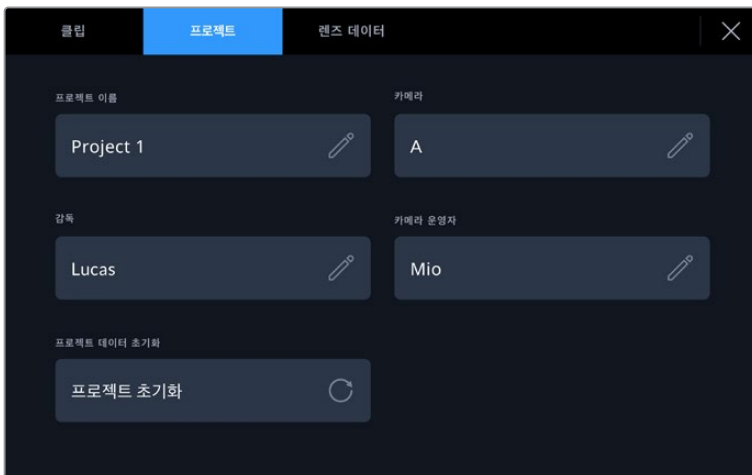 클립 프로젝트 렌즈 데이터
프로젝트 이름 카메라
Project 1 A
감독 카메라 운영자
Lucas Mio
프로젝트 데이터 초기화
프로젝트 초기화